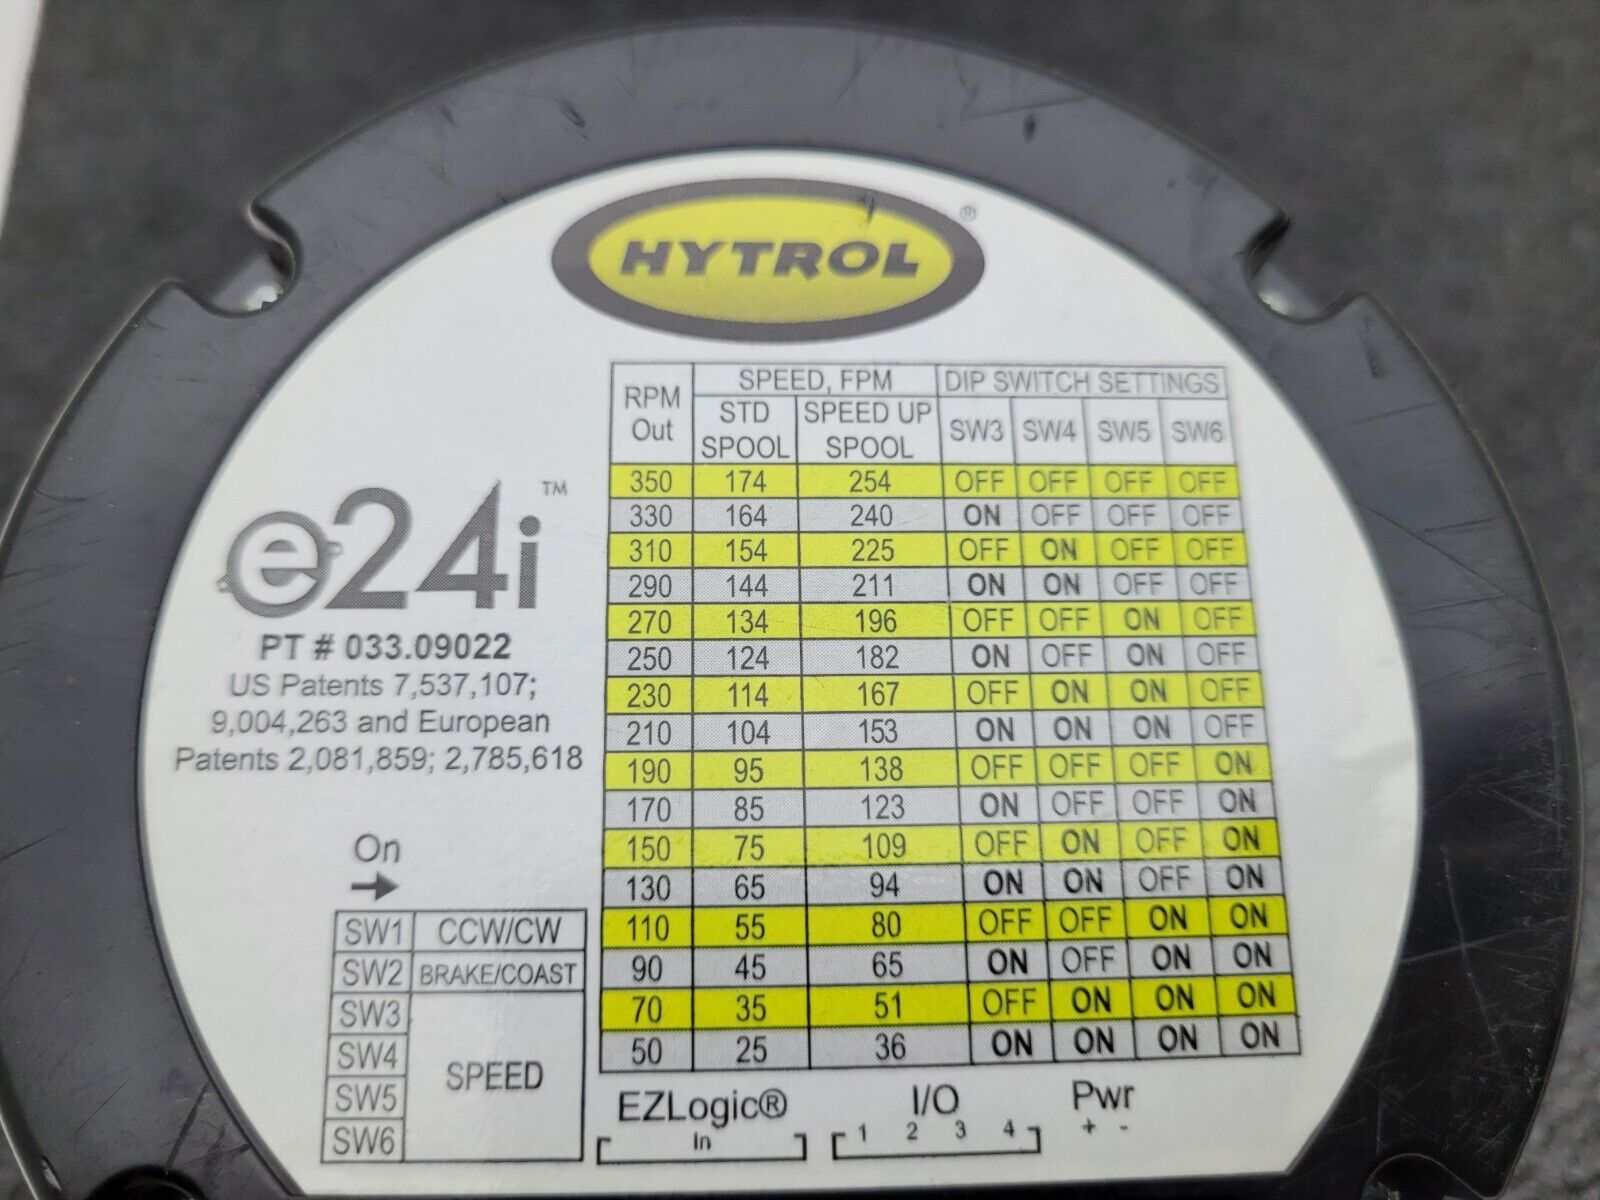 HYTROL ®
e24i ™
PT # 033.09022
US Patents 7,537,107;
9,004,263 and European
Patents 2,081,859; 2,785,618
On
SW1 CCW/CW
SW2 BRAKE/COAST
SW3
SW4
SPEED
SW5
SW6
RPM Out SPEED, FPM DIP SWITCH SETTINGS
STD SPOOL SPEED UP SPOOL SW3 SW4 SW5 SW6
350 174 254 OFF OFF OFF OFF
330 164 240 ON OFF OFF OFF
310 154 225 OFF ON OFF OFF
290 144 211 ON ON OFF OFF
270 134 196 OFF OFF ON OFF
250 124 182 ON OFF ON OFF
230 114 167 OFF ON ON OFF
210 104 153 ON ON ON OFF
190 95 138 OFF OFF OFF ON
170 85 123 ON OFF OFF ON
150 75 109 OFF ON OFF ON
130 65 94 ON ON OFF ON
110 55 80 OFF OFF ON ON
90 45 65 ON OFF ON ON
70 35 51 OFF ON ON ON
50 25 36 ON ON ON ON
EZLogic® I/O Pwr
In 1 2 3 4 + -